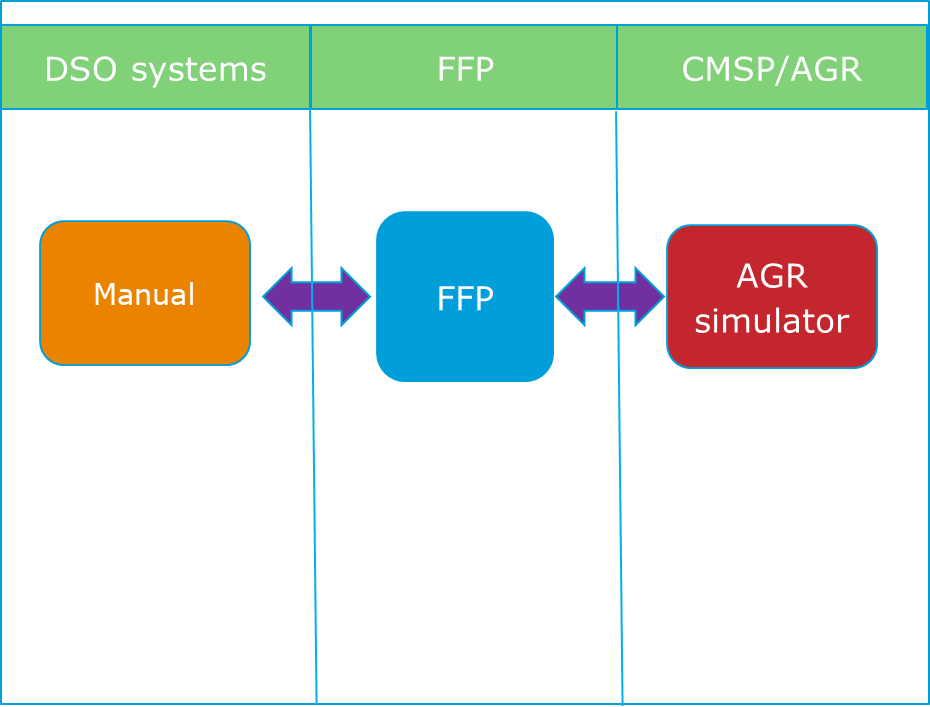 DSO systems
FFP
CMSP/AGR
Manual
FFP
AGR
simulator